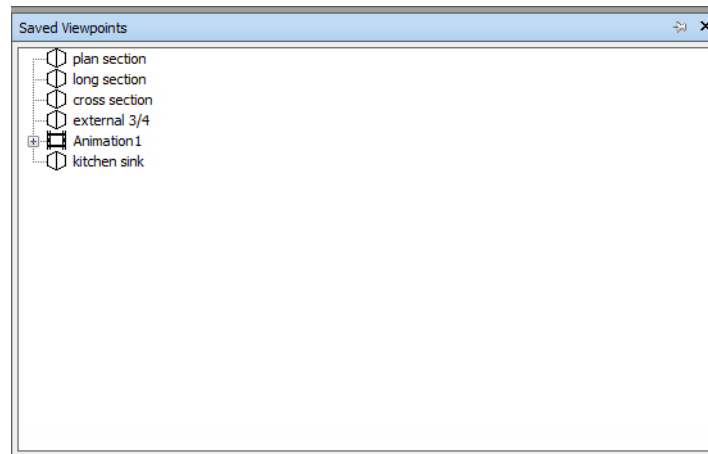 Saved Viewpoints
plan section
long section
cross section
external 3/4
Animation1
kitchen sink